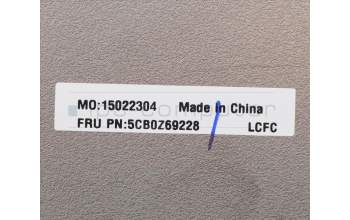 MO:15022304 Made in China
FRU PN:5CB0Z69228 LCFC